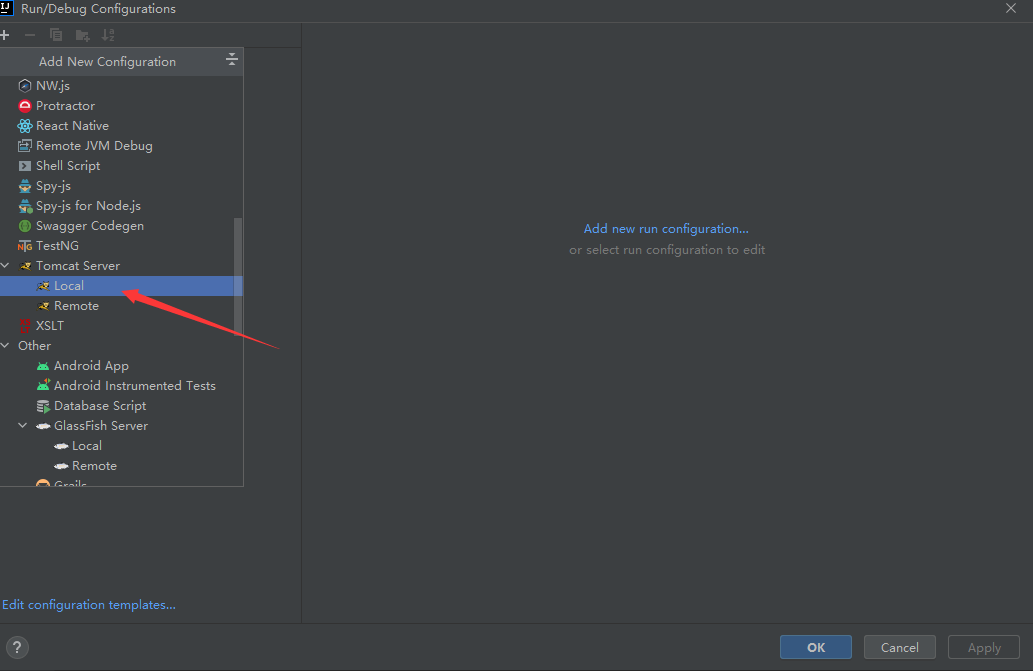 Run/Debug Configurations
Add New Configuration
NW.js
Protractor
React Native
Remote JVM Debug
Shell Script
Spy-js
Spy-js for Node.js
Swagger Codegen
TestNG
Tomcat Server
Local
Remote
XSLT
Other
Android App
Android Instrumented Tests
Database Script
GlassFish Server
Local
Remote
Grails
Add new run configuration...
or select run configuration to edit
Edit configuration templates...
?
OK
Cancel
Apply